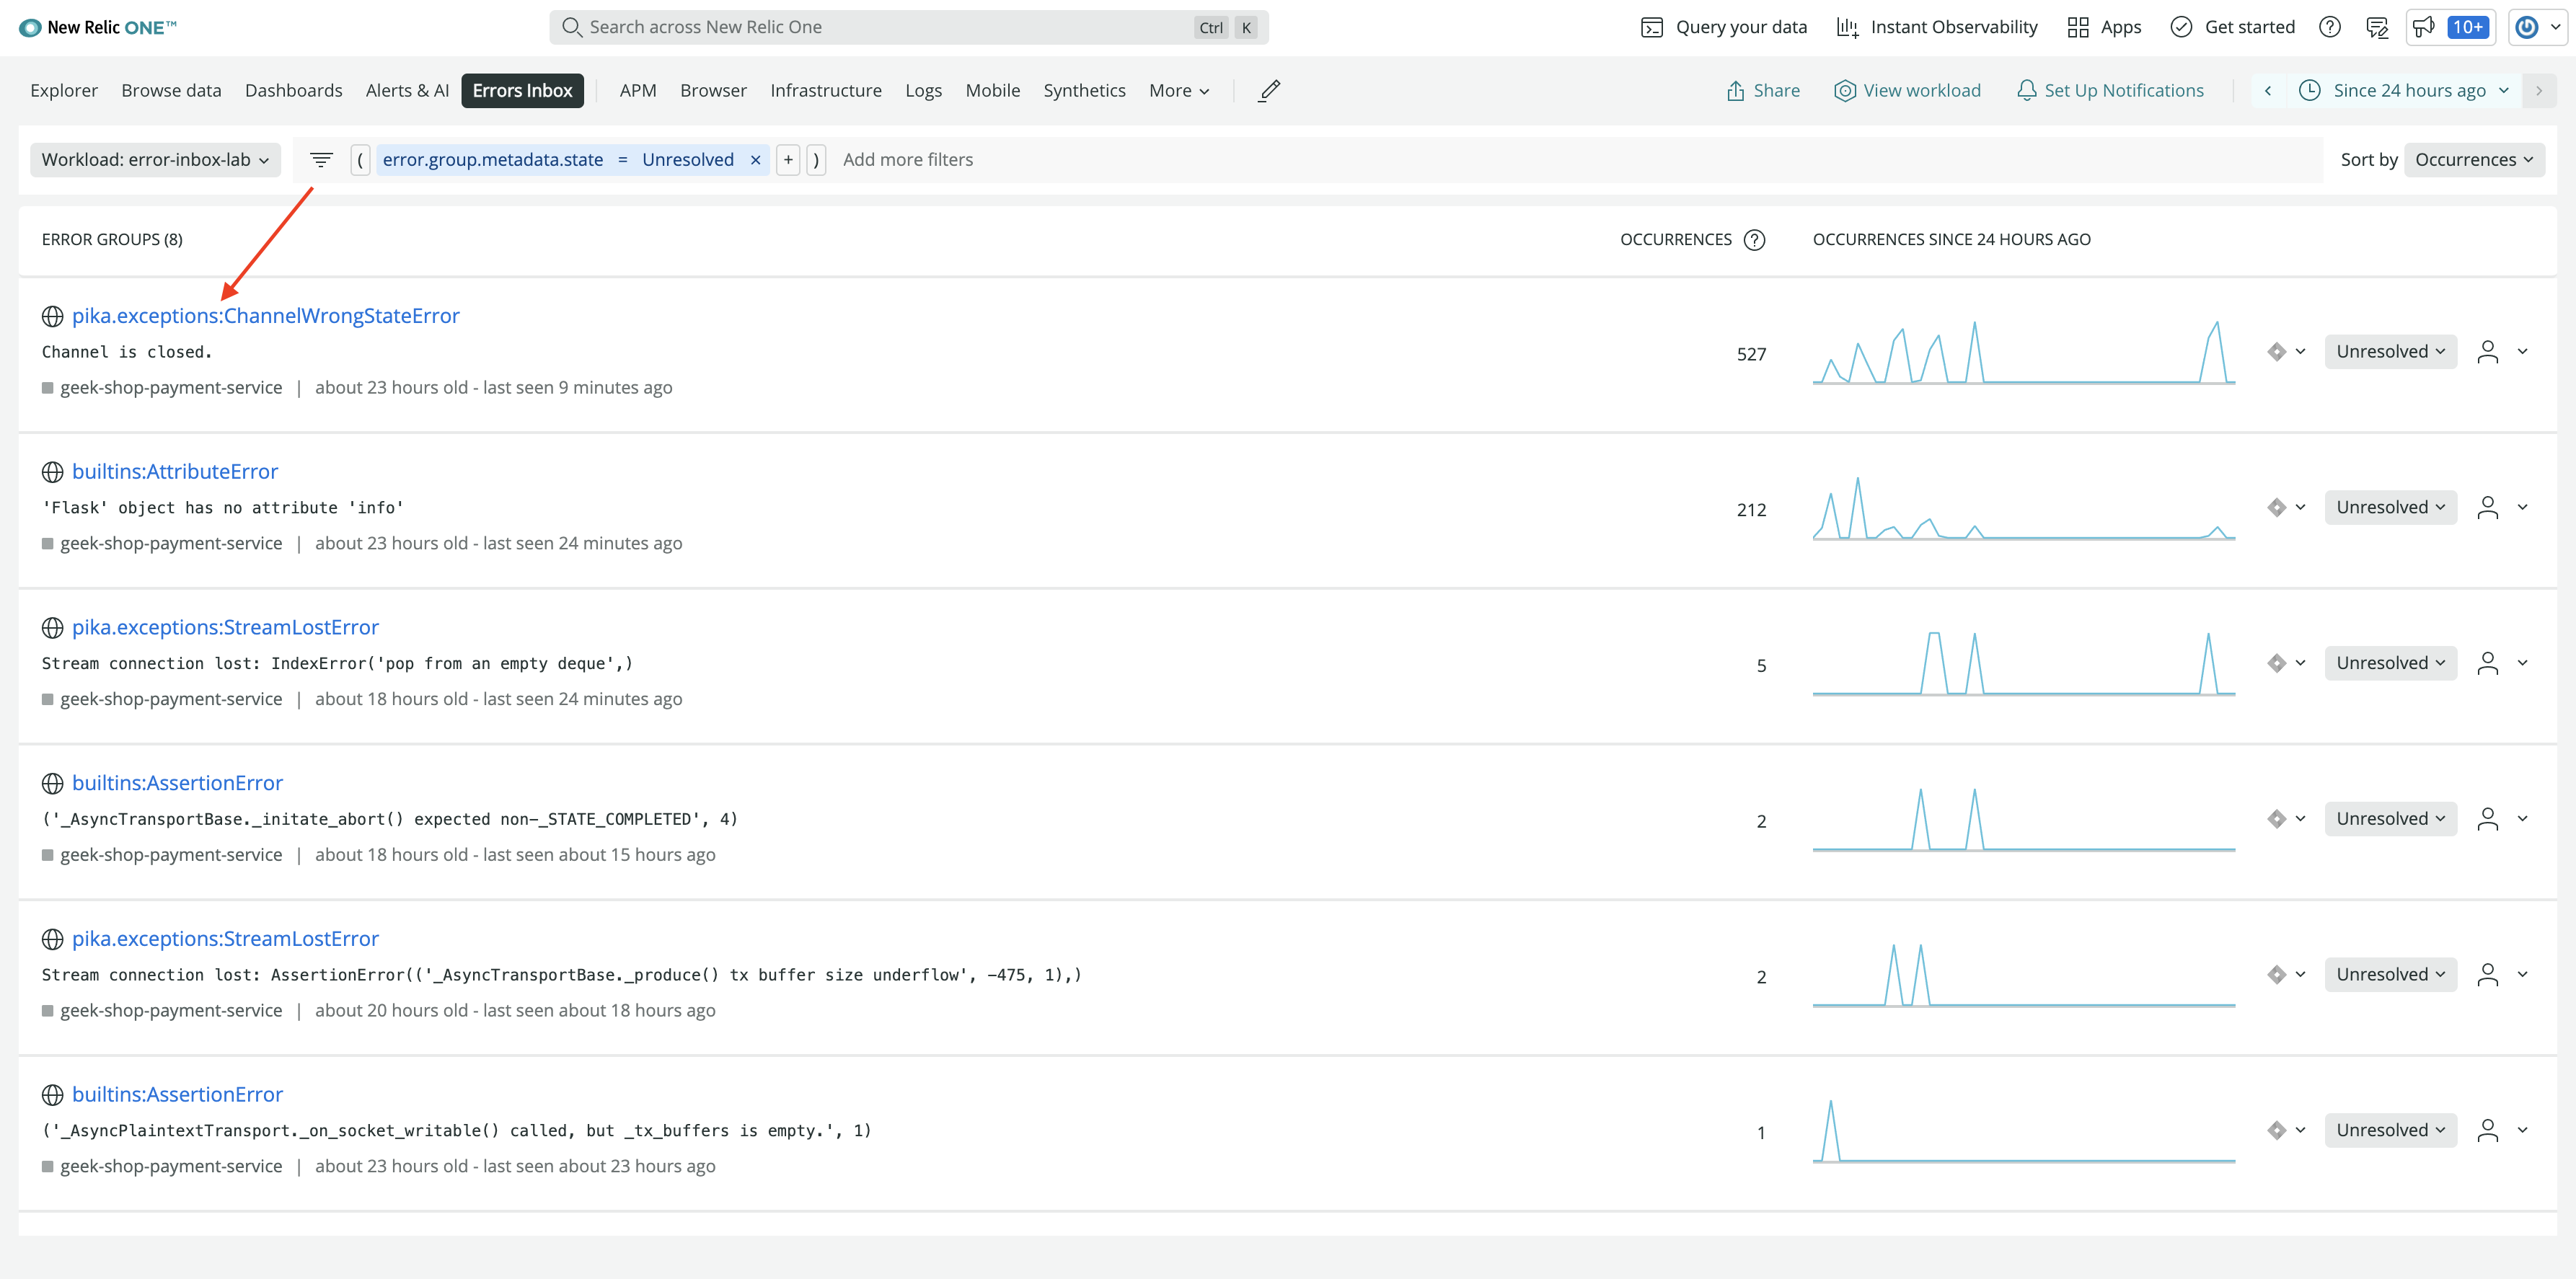 New Relic ONE™
Search across New Relic One Ctrl K
Query your data Instant Observability Apps Get started 10+
Explorer Browse data Dashboards Alerts & AI Errors Inbox APM Browser Infrastructure Logs Mobile Synthetics More Share View workload Set Up Notifications Since 24 hours ago
Workload: error-inbox-lab ( error.group.metadata.state = Unresolved × + ) Add more filters Sort by Occurrences
ERROR GROUPS (8) OCCURRENCES ? OCCURRENCES SINCE 24 HOURS AGO
pika.exceptions:ChannelWrongStateError
Channel is closed.
527 Unresolved
geek-shop-payment-service | about 23 hours old - last seen 9 minutes ago
builtins:AttributeError
'Flask' object has no attribute 'info'
212 Unresolved
geek-shop-payment-service | about 23 hours old - last seen 24 minutes ago
pika.exceptions:StreamLostError
Stream connection lost: IndexError('pop from an empty deque',)
5 Unresolved
geek-shop-payment-service | about 18 hours old - last seen 24 minutes ago
builtins:AssertionError
('_AsyncTransportBase._initate_abort() expected non-_STATE_COMPLETED', 4)
2 Unresolved
geek-shop-payment-service | about 18 hours old - last seen about 15 hours ago
pika.exceptions:StreamLostError
Stream connection lost: AssertionError(('_AsyncTransportBase._produce() tx buffer size underflow', -475, 1),)
2 Unresolved
geek-shop-payment-service | about 20 hours old - last seen about 18 hours ago
builtins:AssertionError
('_AsyncPlaintextTransport._on_socket_writable() called, but _tx_buffers is empty.', 1)
1 Unresolved
geek-shop-payment-service | about 23 hours old - last seen about 23 hours ago